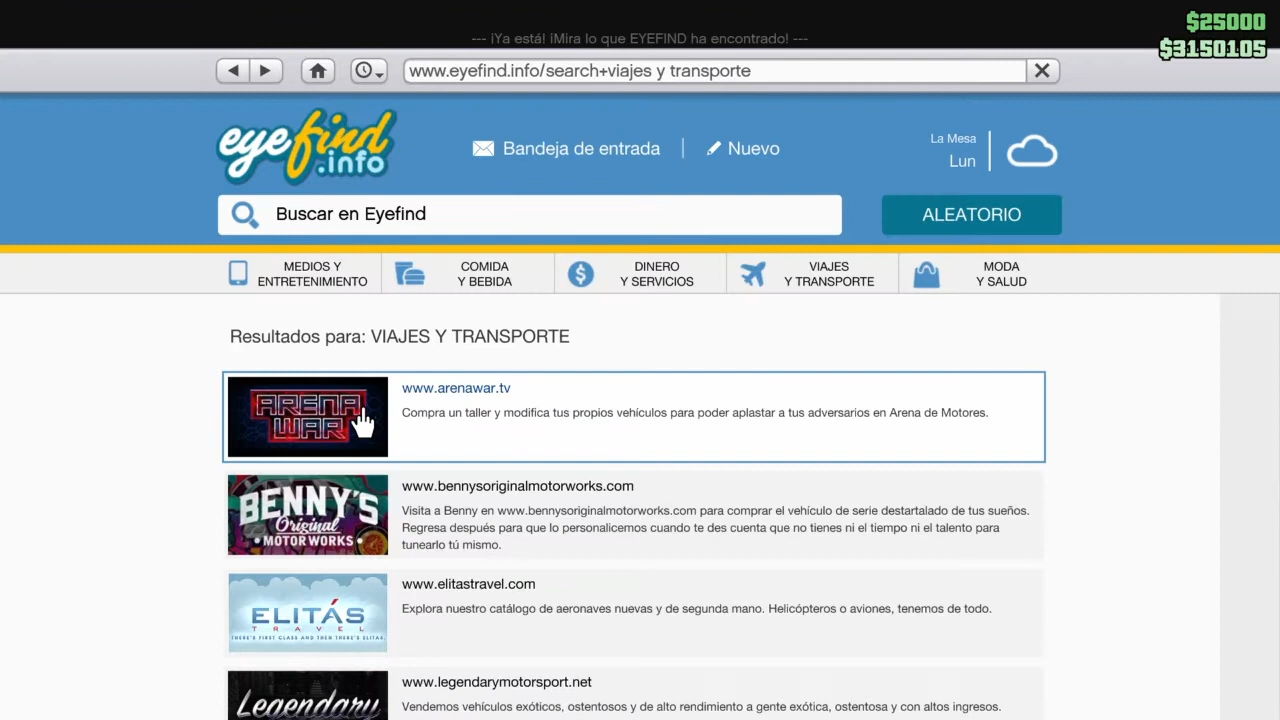 $25000
--- ¡Ya está! ¡Mira lo que EYEFIND ha encontrado! ---
$3150105
www.eyefind.info/search+viajes y transporte
eyefind
.info
Bandeja de entrada
Nuevo
La Mesa
Lun
Buscar en Eyefind
ALEATORIO
MEDIOS Y
ENTRETENIMIENTO
COMIDA
Y BEBIDA
DINERO
Y SERVICIOS
VIAJES
Y TRANSPORTE
MODA
Y SALUD
Resultados para: VIAJES Y TRANSPORTE
ARENA
WAR
www.arenawar.tv
Compra un taller y modifica tus propios vehículos para poder aplastar a tus adversarios en Arena de Motores.
BENNY'S
Original
MOTOR WORKS
www.bennysoriginalmotorworks.com
Visita a Benny en www.bennysoriginalmotorworks.com para comprar el vehículo de serie destartalado de tus sueños.
Regresa después para que lo personalicemos cuando te des cuenta que no tienes ni el tiempo ni el talento para
tunearlo tú mismo.
ELITÁS
TRAVEL
THERE'S FIRST CLASS AND THEN THERE'S ELITAS
www.elitastravel.com
Explora nuestro catálogo de aeronaves nuevas y de segunda mano. Helicópteros o aviones, tenemos de todo.
Legendary
www.legendarymotorsport.net
Vendemos vehículos exóticos, ostentosos y de alto rendimiento a gente exótica, ostentosa y con altos ingresos.